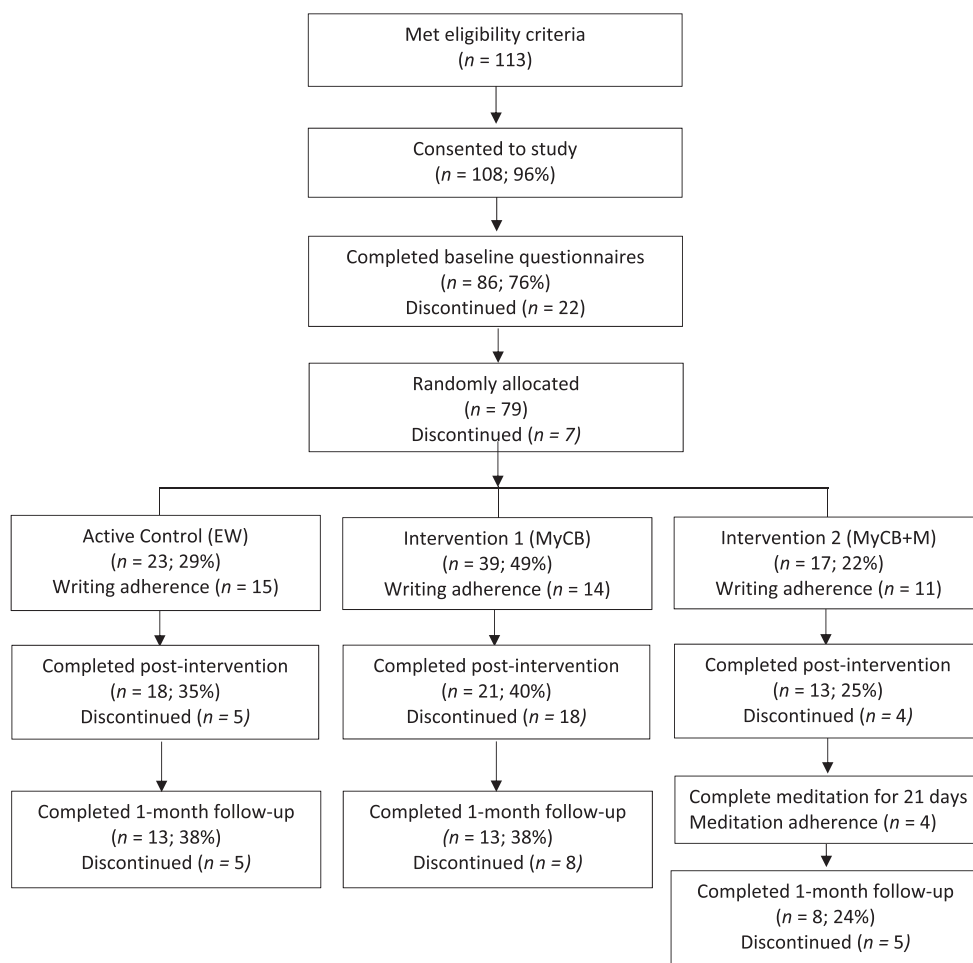 Met eligibility criteria
(n = 113)
Consented to study
(n = 108; 96%)
Completed baseline questionnaires
(n = 86; 76%)
Discontinued (n = 22)
Randomly allocated
(n = 79)
Discontinued (n = 7)
Active Control (EW)
(n = 23; 29%)
Writing adherence (n = 15)
Intervention 1 (MyCB)
(n = 39; 49%)
Writing adherence (n = 14)
Intervention 2 (MyCB+M)
(n = 17; 22%)
Writing adherence (n = 11)
Completed post-intervention
(n = 18; 35%)
Discontinued (n = 5)
Completed post-intervention
(n = 21; 40%)
Discontinued (n = 18)
Completed post-intervention
(n = 13; 25%)
Discontinued (n = 4)
Completed 1-month follow-up
(n = 13; 38%)
Discontinued (n = 5)
Completed 1-month follow-up
(n = 13; 38%)
Discontinued (n = 8)
Complete meditation for 21 days
Meditation adherence (n = 4)
Completed 1-month follow-up
(n = 8; 24%)
Discontinued (n = 5)